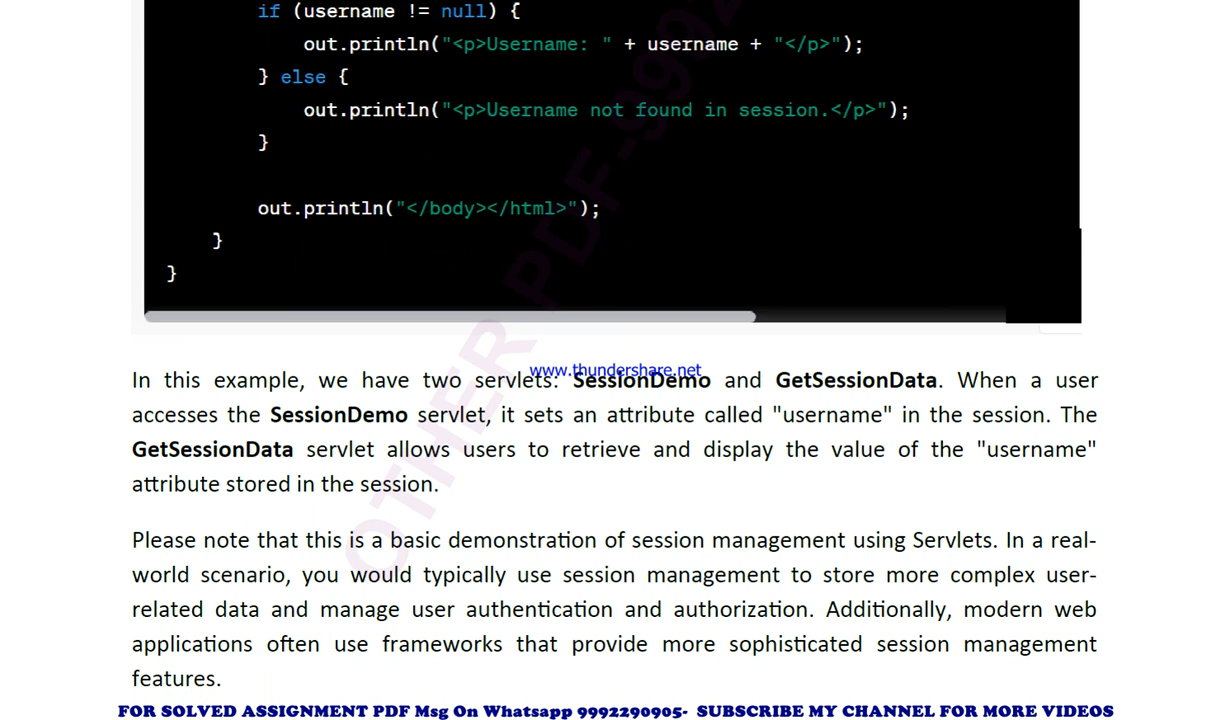 if (username != null) {
out.println("<p>Username: " + username + "</p>");
} else {
out.println("<p>Username not found in session.</p>");
}
out.println("</body></html>");
}
}
www.thundershare.net
In this example, we have two servlets: SessionDemo and GetSessionData. When a user
accesses the SessionDemo servlet, it sets an attribute called "username" in the session. The
GetSessionData servlet allows users to retrieve and display the value of the "username"
attribute stored in the session.
Please note that this is a basic demonstration of session management using Servlets. In a real-
world scenario, you would typically use session management to store more complex user-
related data and manage user authentication and authorization. Additionally, modern web
applications often use frameworks that provide more sophisticated session management
features.
OTHER PDF-9992
FOR SOLVED ASSIGNMENT PDF Msg On Whatsapp 9992290905- SUBSCRIBE MY CHANNEL FOR MORE VIDEOS